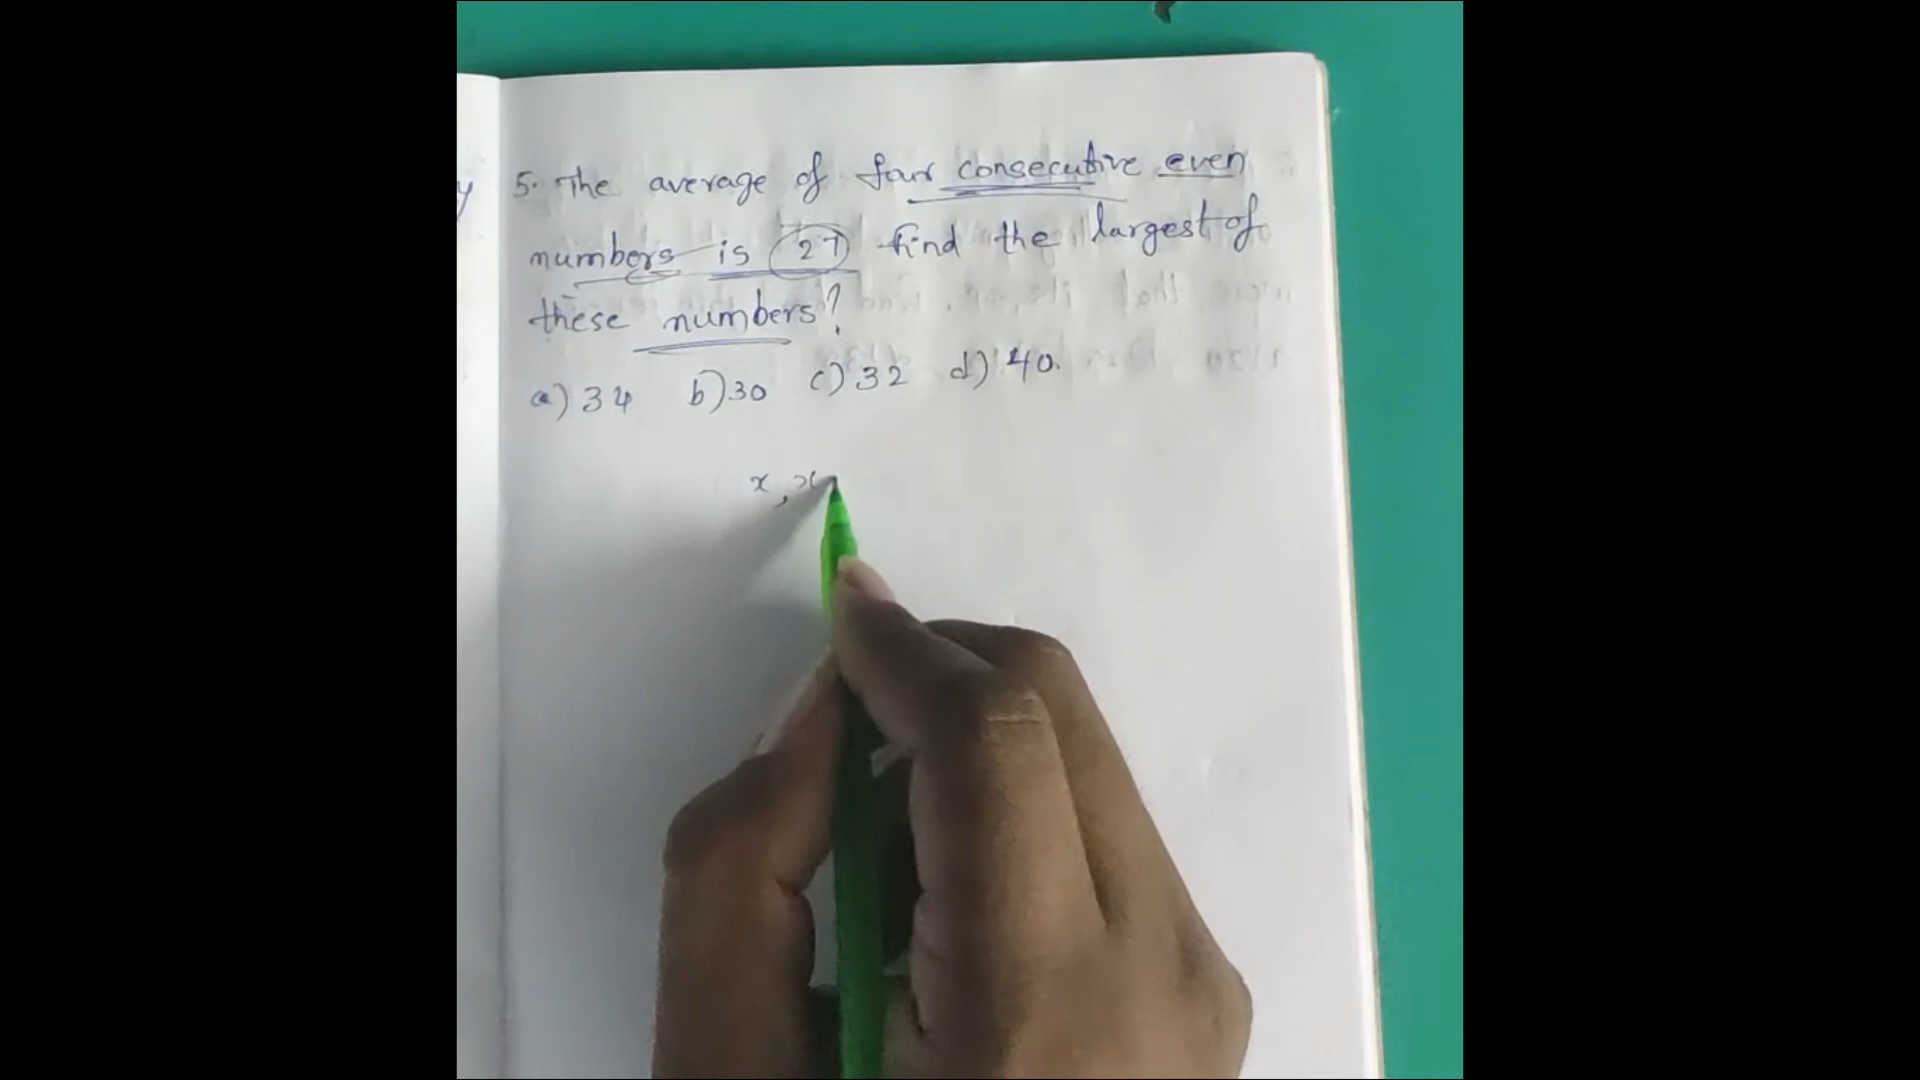 y
5. The average of four consecutive even
numbers is 27 find the largest of
these numbers?
a) 34 b) 30 c) 32 d) 40.
x, x